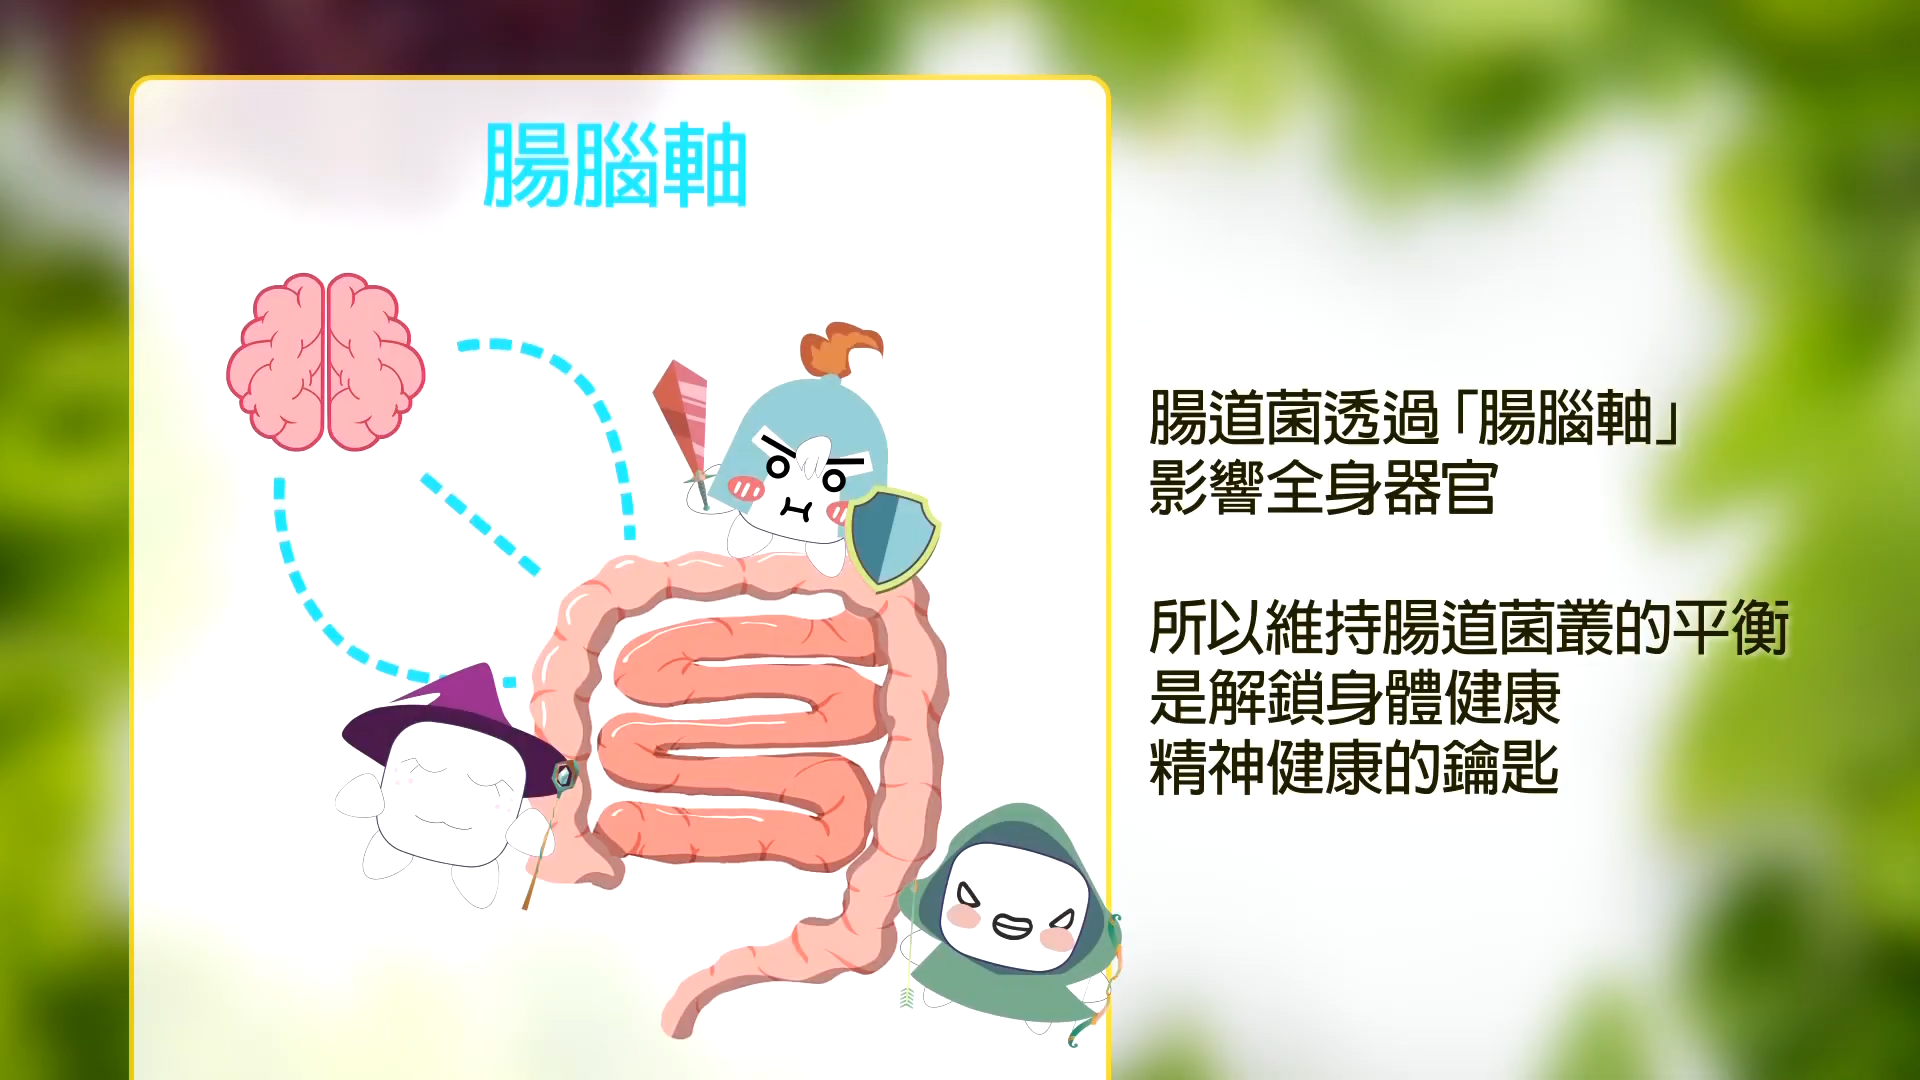 腸腦軸
腸道菌透過「腸腦軸」
影響全身器官
所以維持腸道菌叢的平衡
是解鎖身體健康
精神健康的鑰匙